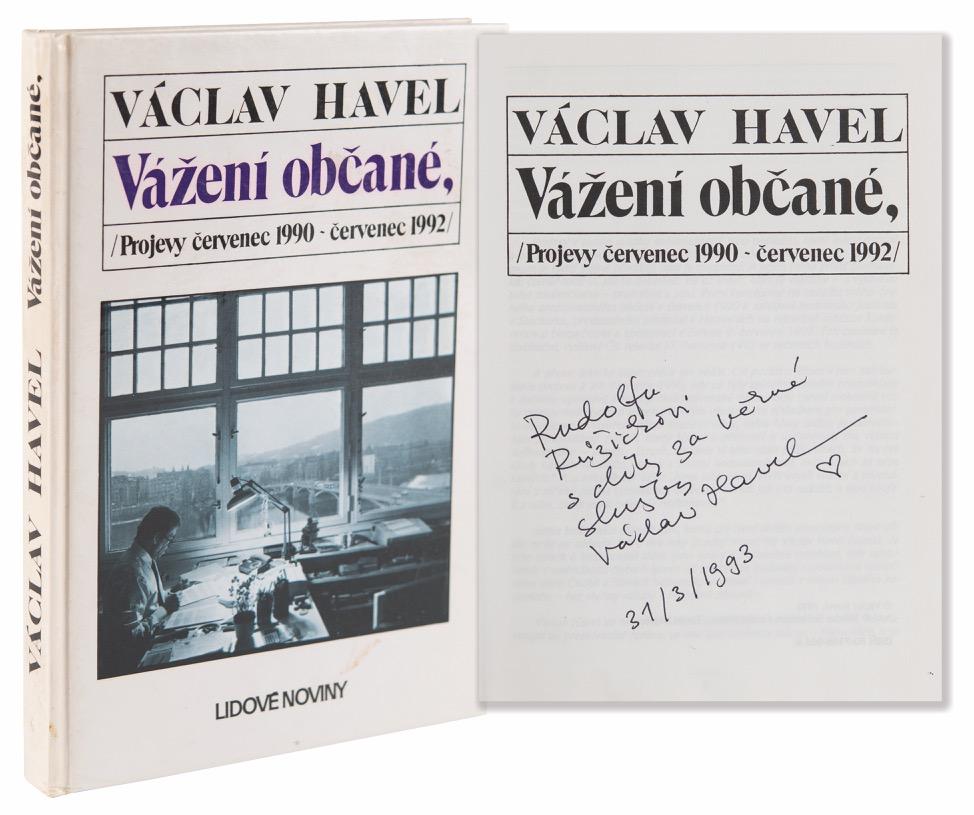 VÁCLAV HAVEL
Vážení občané,
VÁCLAV HAVEL
Vážení občané,
/Projevy červenec 1990 - červenec 1992/
LIDOVÉ NOVINY
VÁCLAV HAVEL
Vážení občané,
/Projevy červenec 1990 - červenec 1992/
Rudolfu
Růžičkovi
s díky za věrné
služby
Václav Havel
31/3/1993